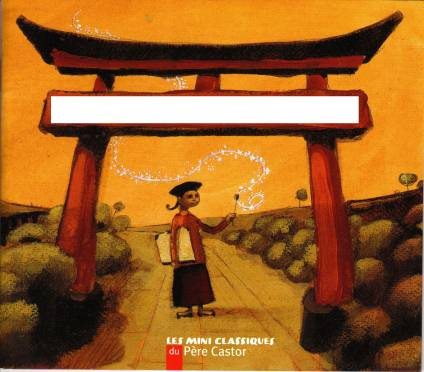 LES MINI CLASSIQUES
du Père Castor